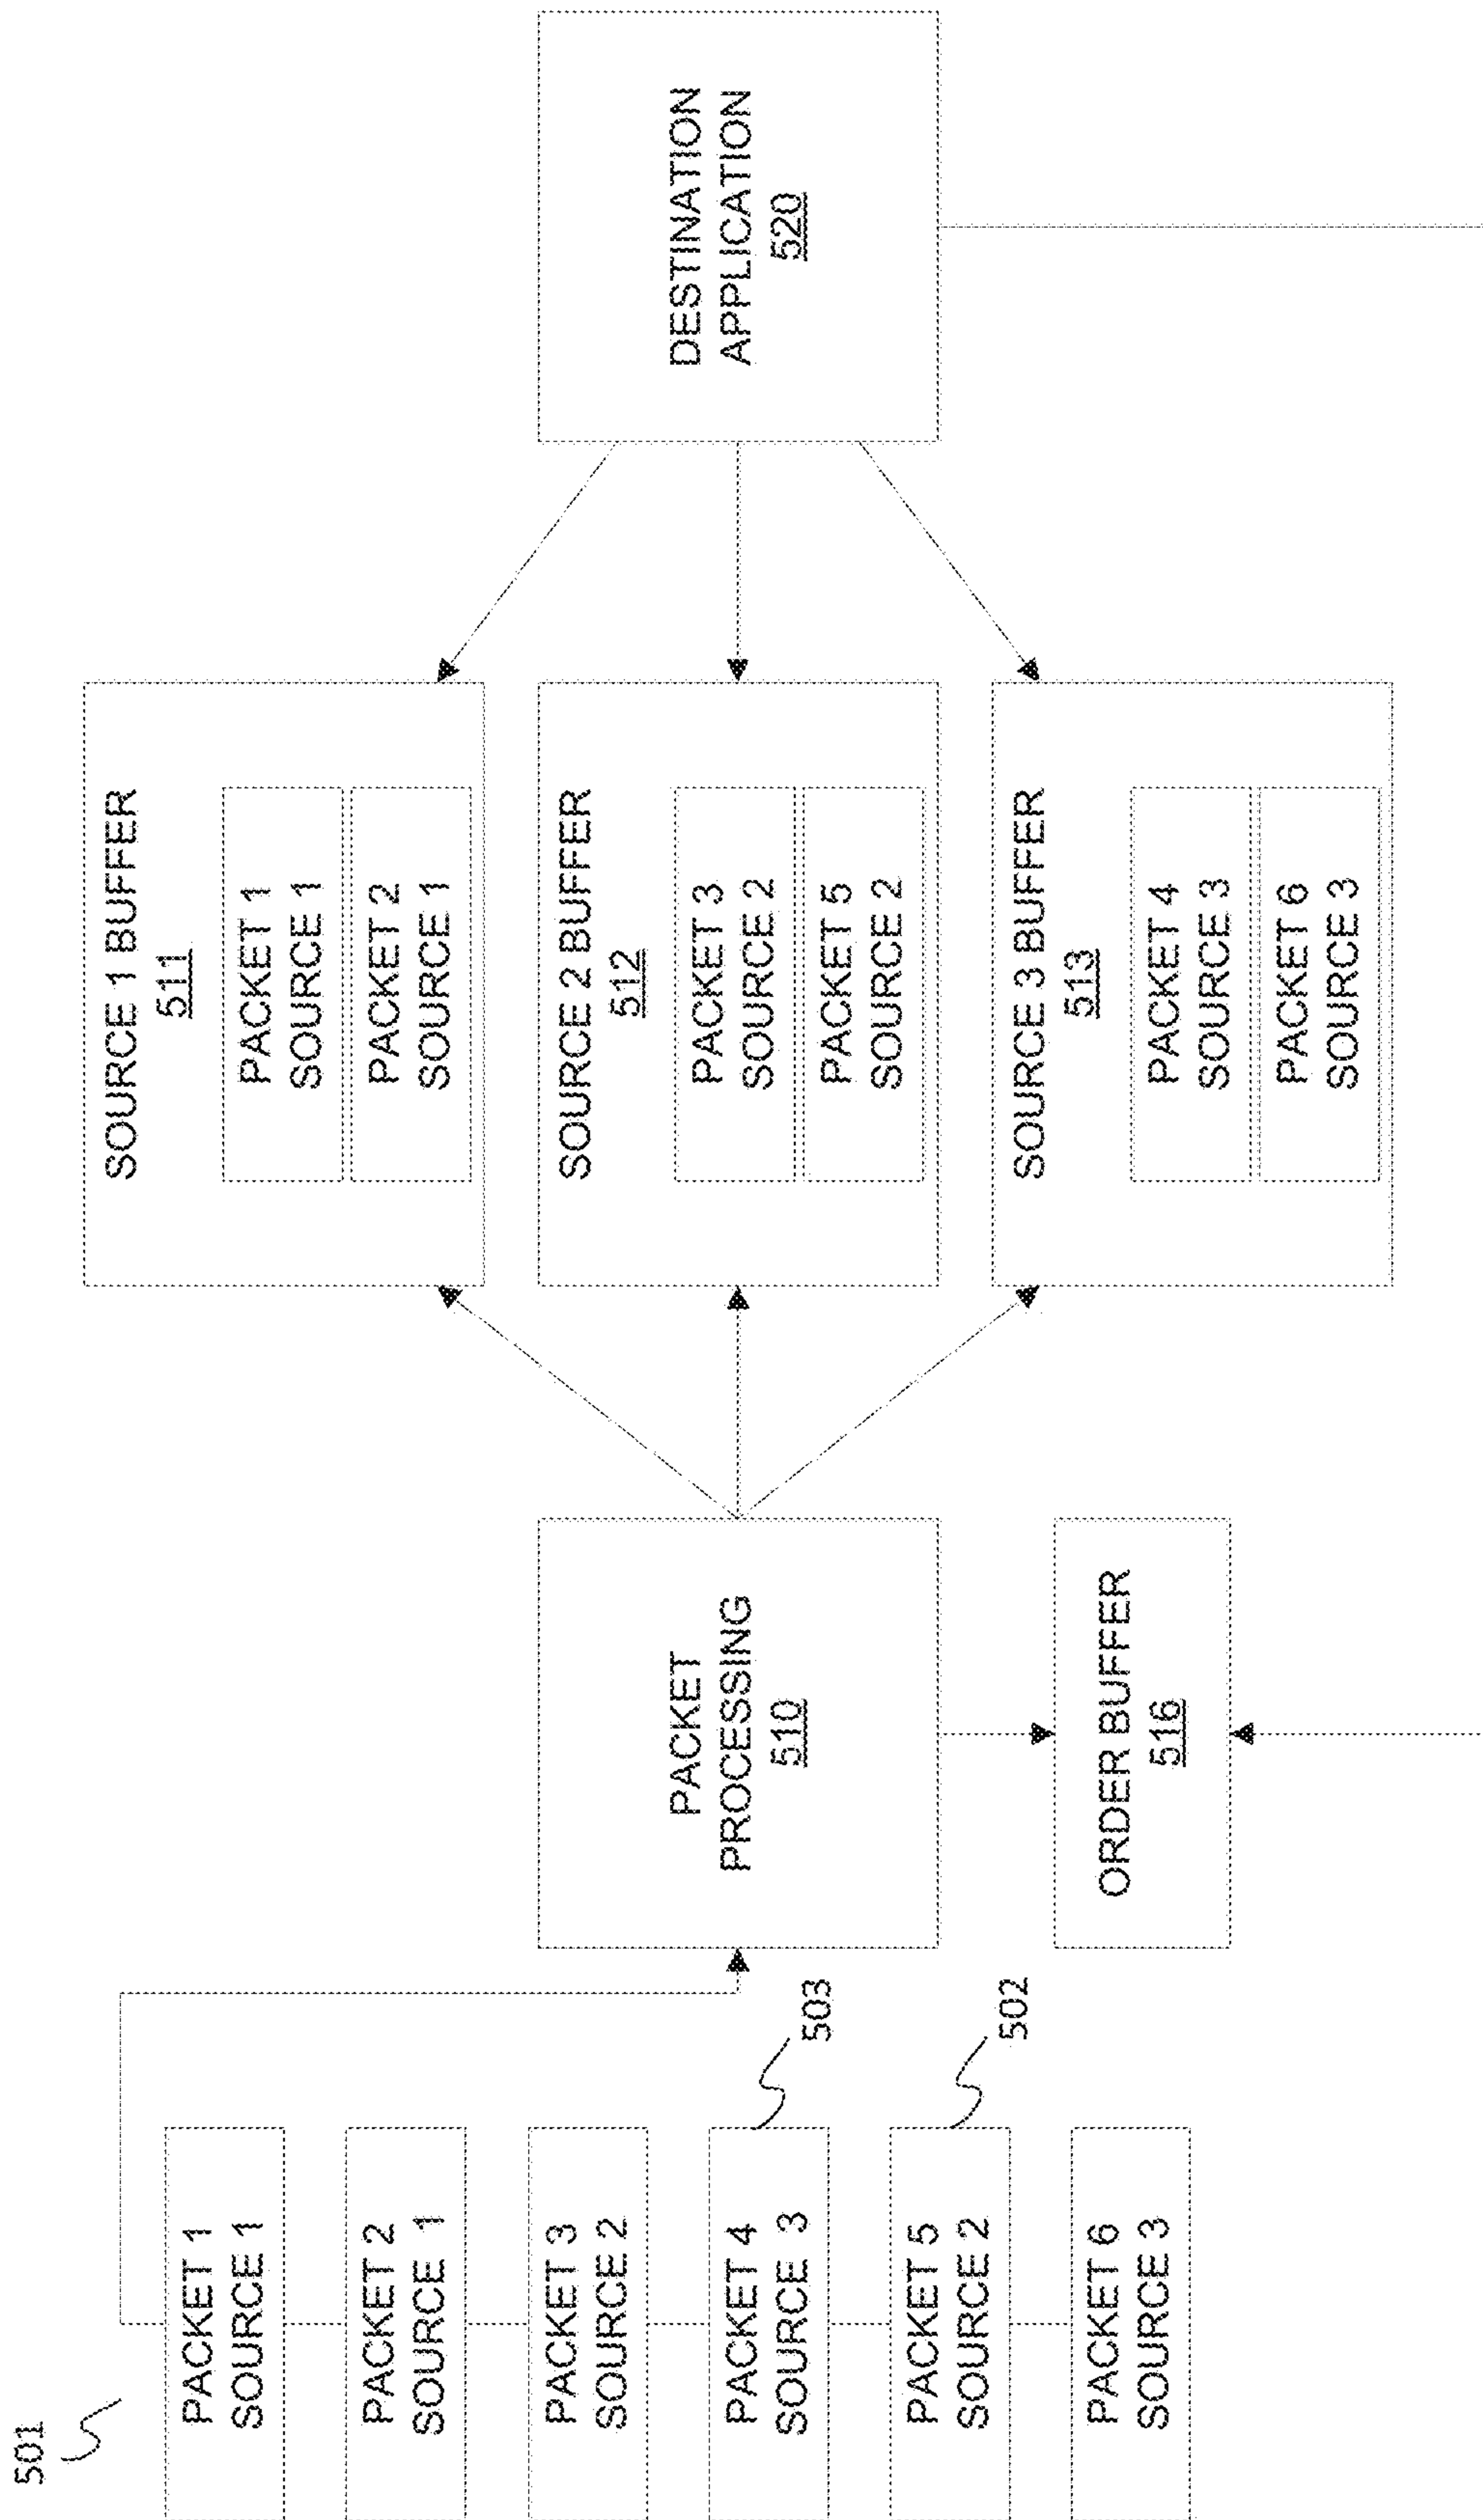 501
PACKET 1
SOURCE 1
PACKET 2
SOURCE 1
PACKET 3
SOURCE 2
PACKET 4
SOURCE 3
503
PACKET 5
SOURCE 2
502
PACKET 6
SOURCE 3
PACKET
PROCESSING
510
ORDER BUFFER
516
SOURCE 1 BUFFER
511
PACKET 1
SOURCE 1
PACKET 2
SOURCE 1
SOURCE 2 BUFFER
512
PACKET 3
SOURCE 2
PACKET 5
SOURCE 2
SOURCE 3 BUFFER
513
PACKET 4
SOURCE 3
PACKET 6
SOURCE 3
DESTINATION
APPLICATION
520